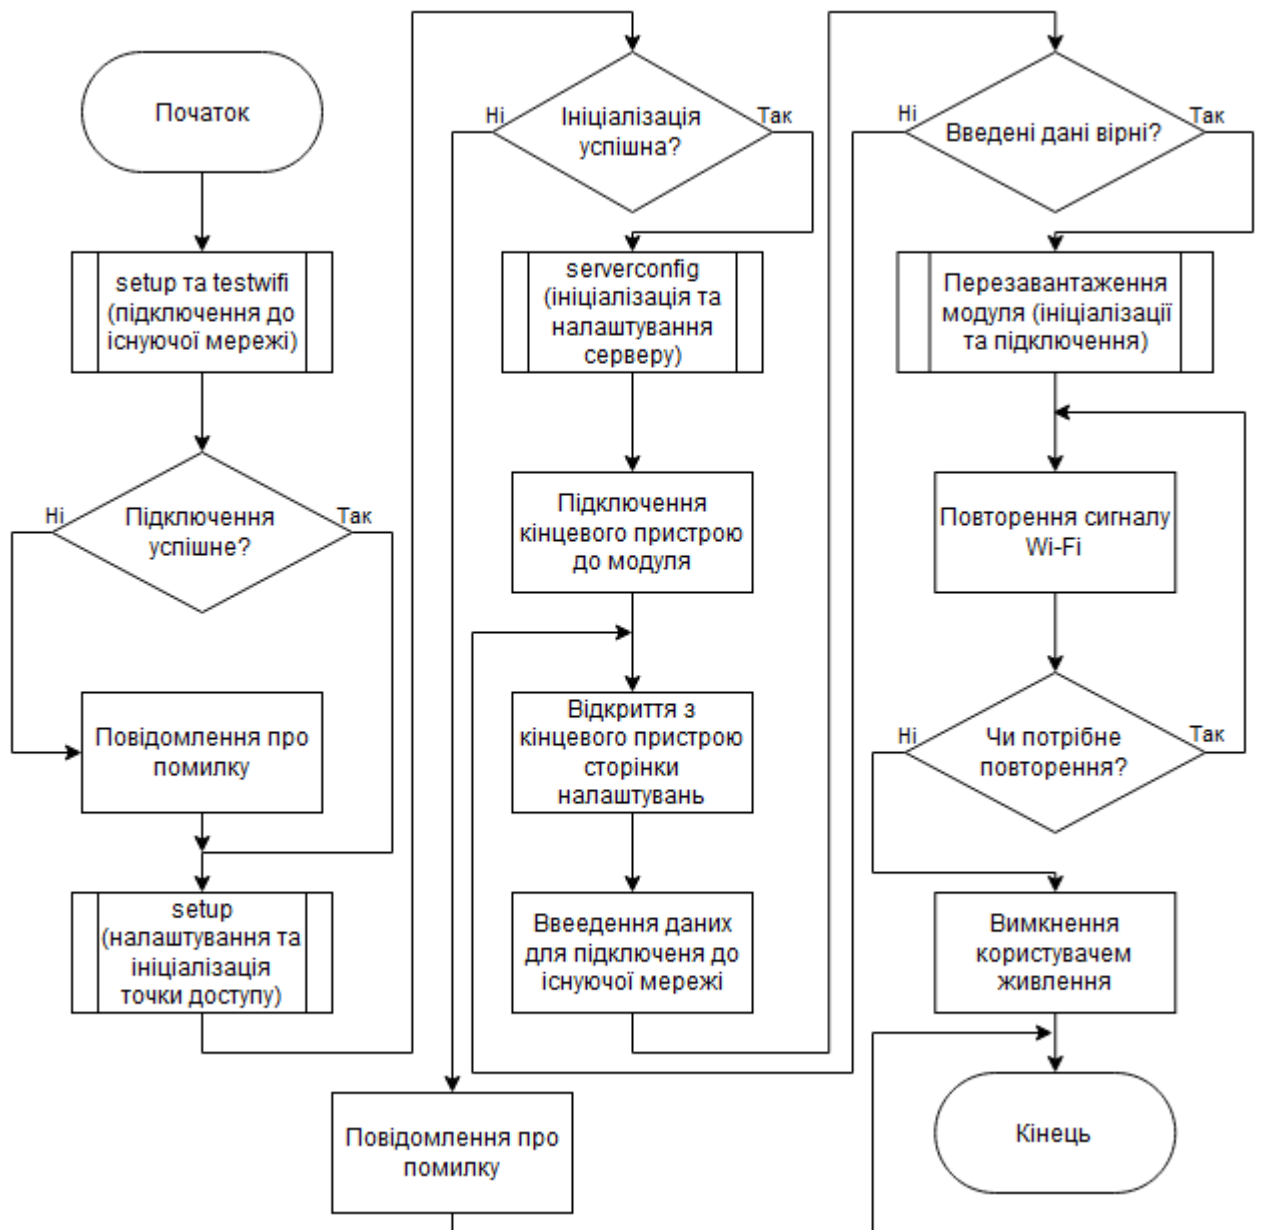 Початок
setup та testwifi
(підключення до
існуючої мережі)
Ні
Підключення
успішне?
Так
Повідомлення про
помилку
setup
(налаштування та
ініціалізація
точки доступу)
Ні
Ініціалізація
успішна?
Так
serverconfig
(ініціалізація та
налаштування
серверу)
Підключення
кінцевого пристрою
до модуля
Відкриття з
кінцевого пристрою
сторінки
налаштувань
Ввеедення даних
для підключеня до
існуючої мережі
Повідомлення про
помилку
Ні
Введені дані вірні?
Так
Перезавантаження
модуля (ініціалізації
та підключення)
Повторення сигналу
Wi-Fi
Ні
Чи потрібне
повторення?
Так
Вимкнення
користувачем
живлення
Кінець